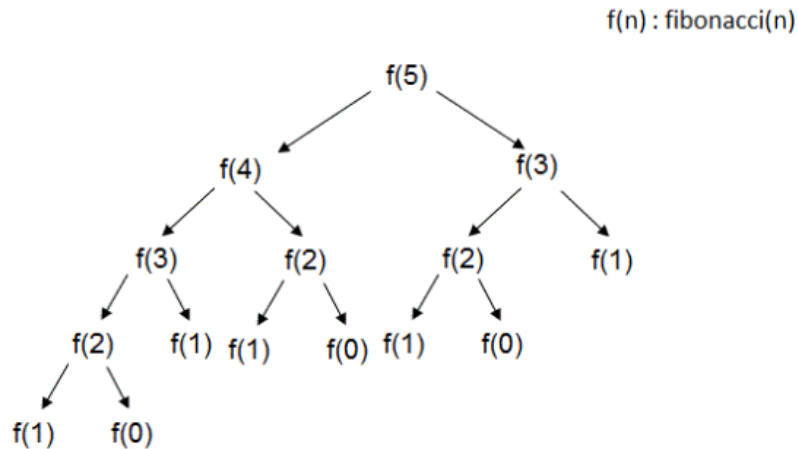 f(n) : fibonacci(n)
f(5)
f(4) f(3)
f(3) f(2) f(2) f(1)
f(2) f(1) f(1) f(0) f(1) f(0)
f(1) f(0)